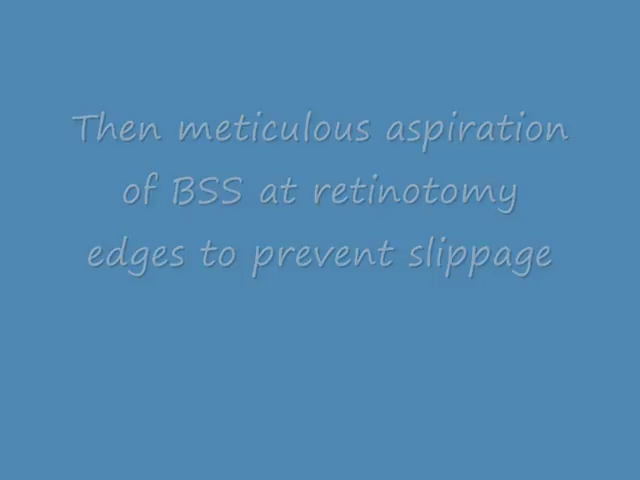 Then meticulous aspiration
of BSS at retinotomy
edges to prevent slippage